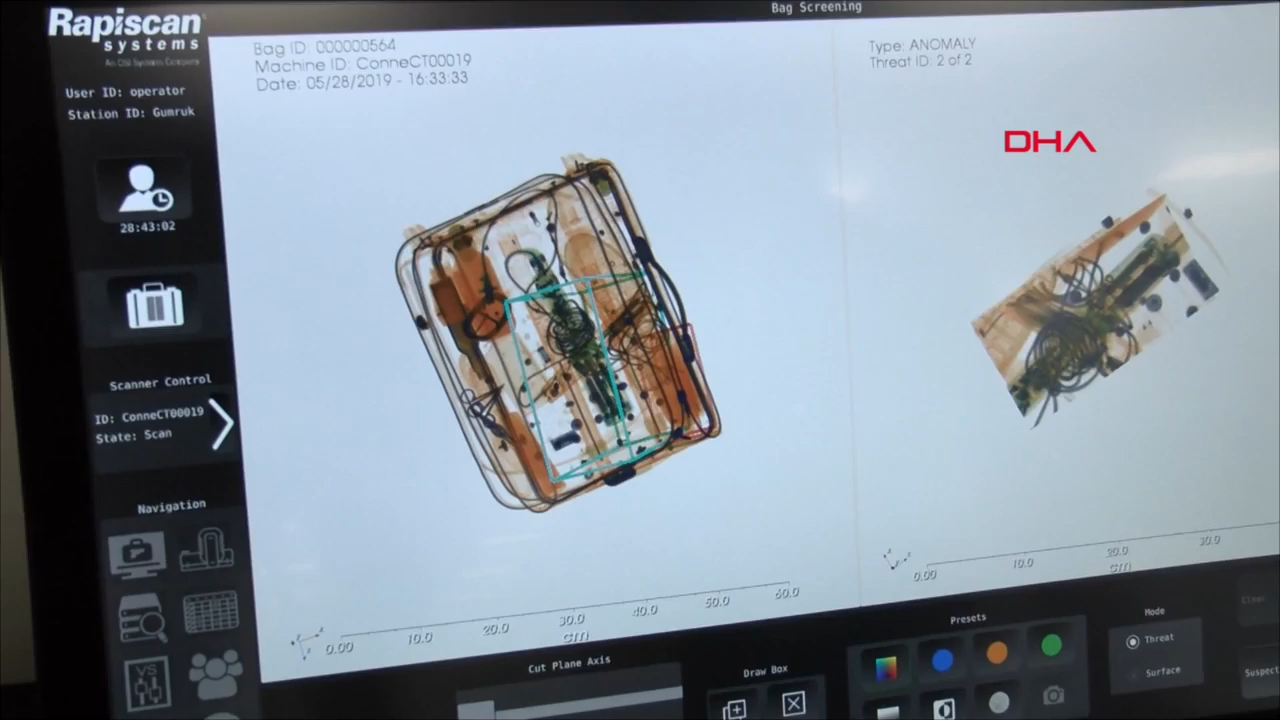 Rapiscan
systems
An OSI Systems Company
User ID: operator
Station ID: Gumruk
28:43:02
Scanner Control
ID: ConneCT00019
State: Scan
Navigation
VS
Bag Screening
Bag ID: 000000564
Machine ID: ConneCT00019
Date: 05/28/2019 - 16:33:33
Type: ANOMALY
Threat ID: 2 of 2
DHA
0.00
10.0
20.0
30.0
40.0
50.0
60.0
cm
0.00
10.0
20.0
30.0
cm
Cut Plane Axis
Draw Box
Presets
Mode
Threat
Surface
Clear
Suspect